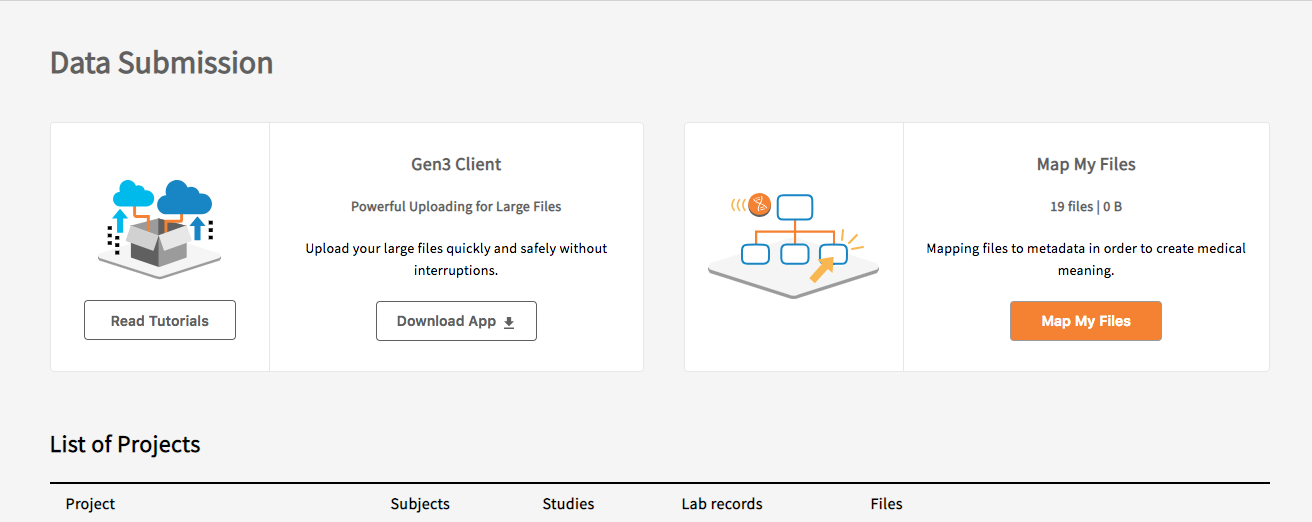 Data Submission
Gen3 Client
Powerful Uploading for Large Files
Upload your large files quickly and safely without
interruptions.
Read Tutorials
Download App
Map My Files
19 files | 0 B
Mapping files to metadata in order to create medical
meaning.
Map My Files
List of Projects
Project Subjects Studies Lab records Files